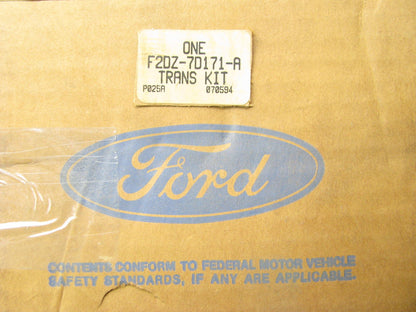 ONE
F2DZ-7D171-A
TRANS KIT
P025A 070594
Ford
CONTENTS CONFORM TO FEDERAL MOTOR VEHICLE
SAFETY STANDARDS, IF ANY ARE APPLICABLE.